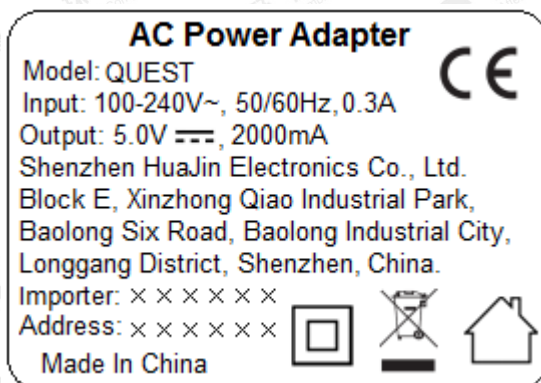 AC Power Adapter
CE
Model: QUEST
Input: 100-240V~, 50/60Hz,0.3A
Output: 5.0V ⎓, 2000mA
Shenzhen HuaJin Electronics Co., Ltd.
Block E, Xinzhong Qiao Industrial Park,
Baolong Six Road, Baolong Industrial City,
Longgang District, Shenzhen, China.
Importer: ××××××
Address: ××××××
Made In China